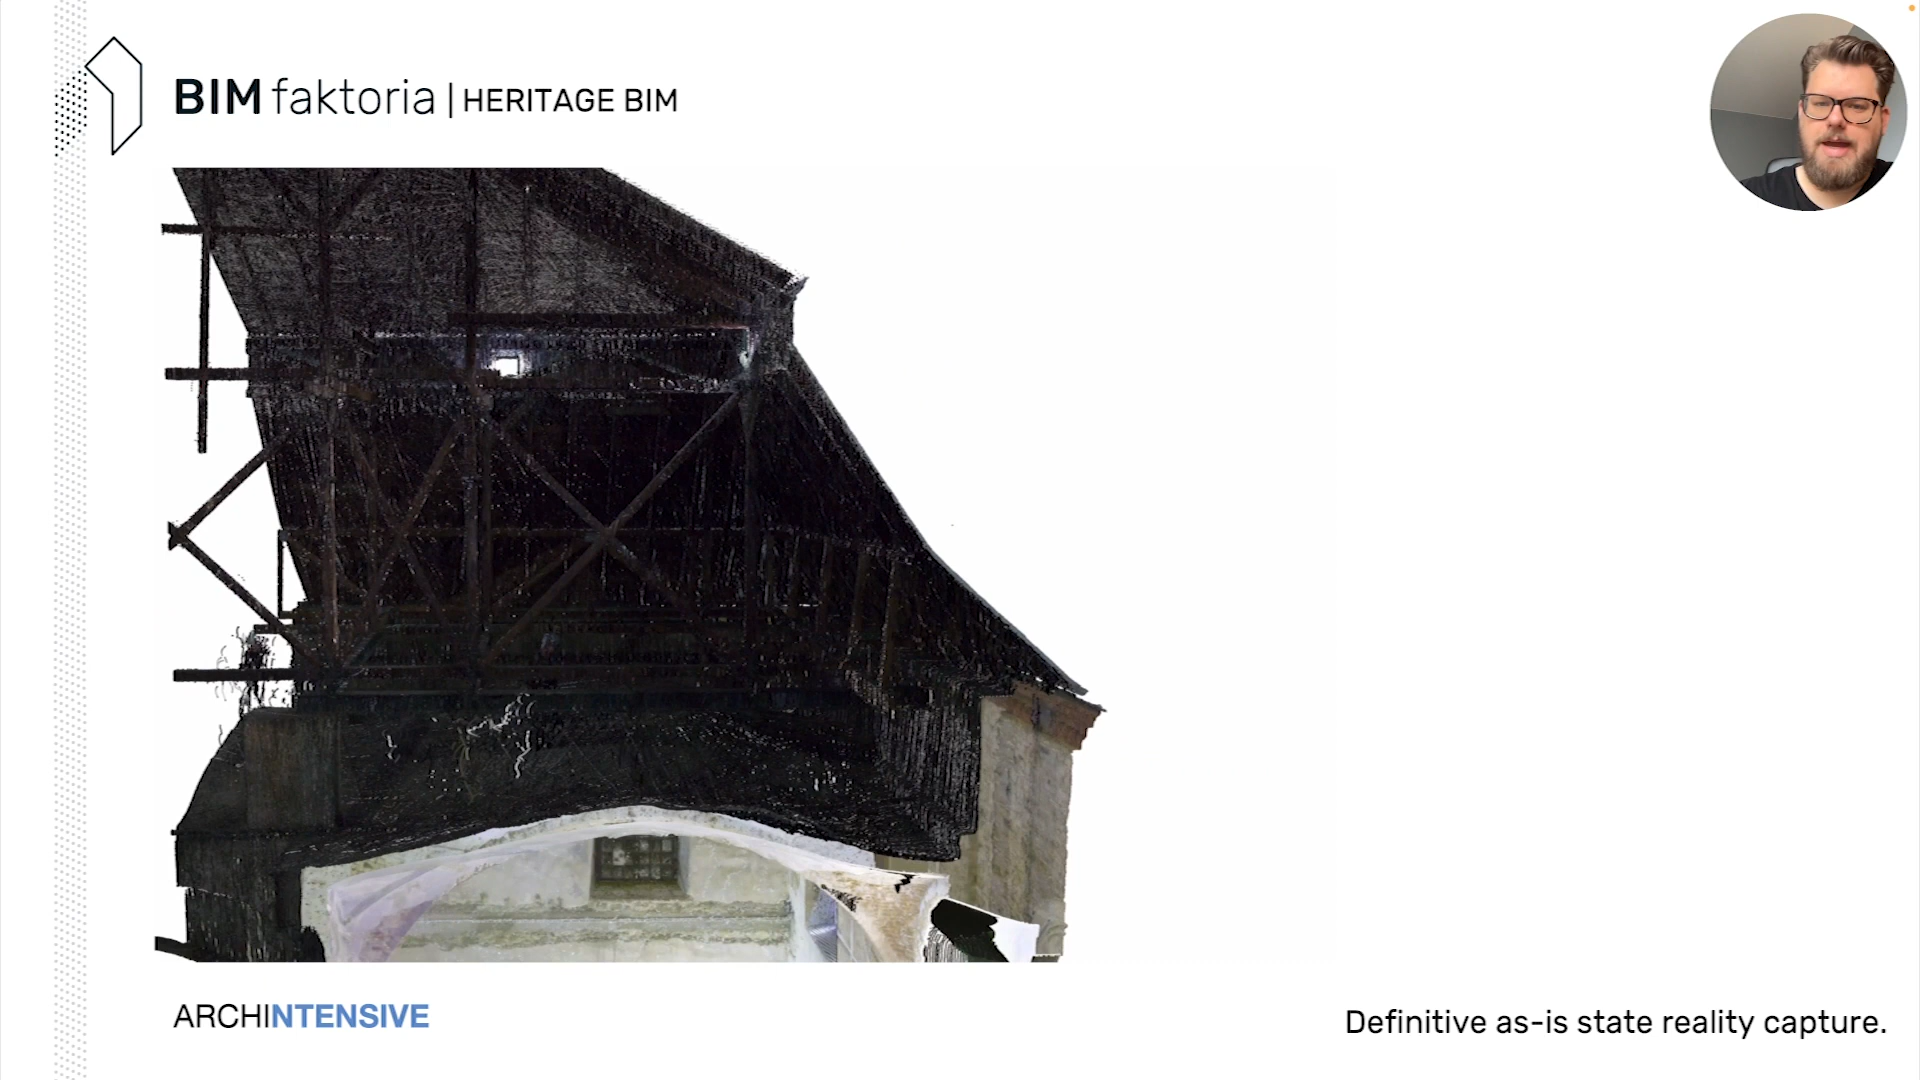 BIM faktoria | HERITAGE BIM
ARCHINTENSIVE
Definitive as-is state reality capture.